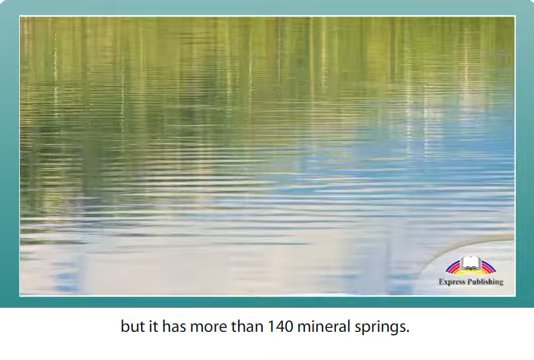 Express Publishing
but it has more than 140 mineral springs.